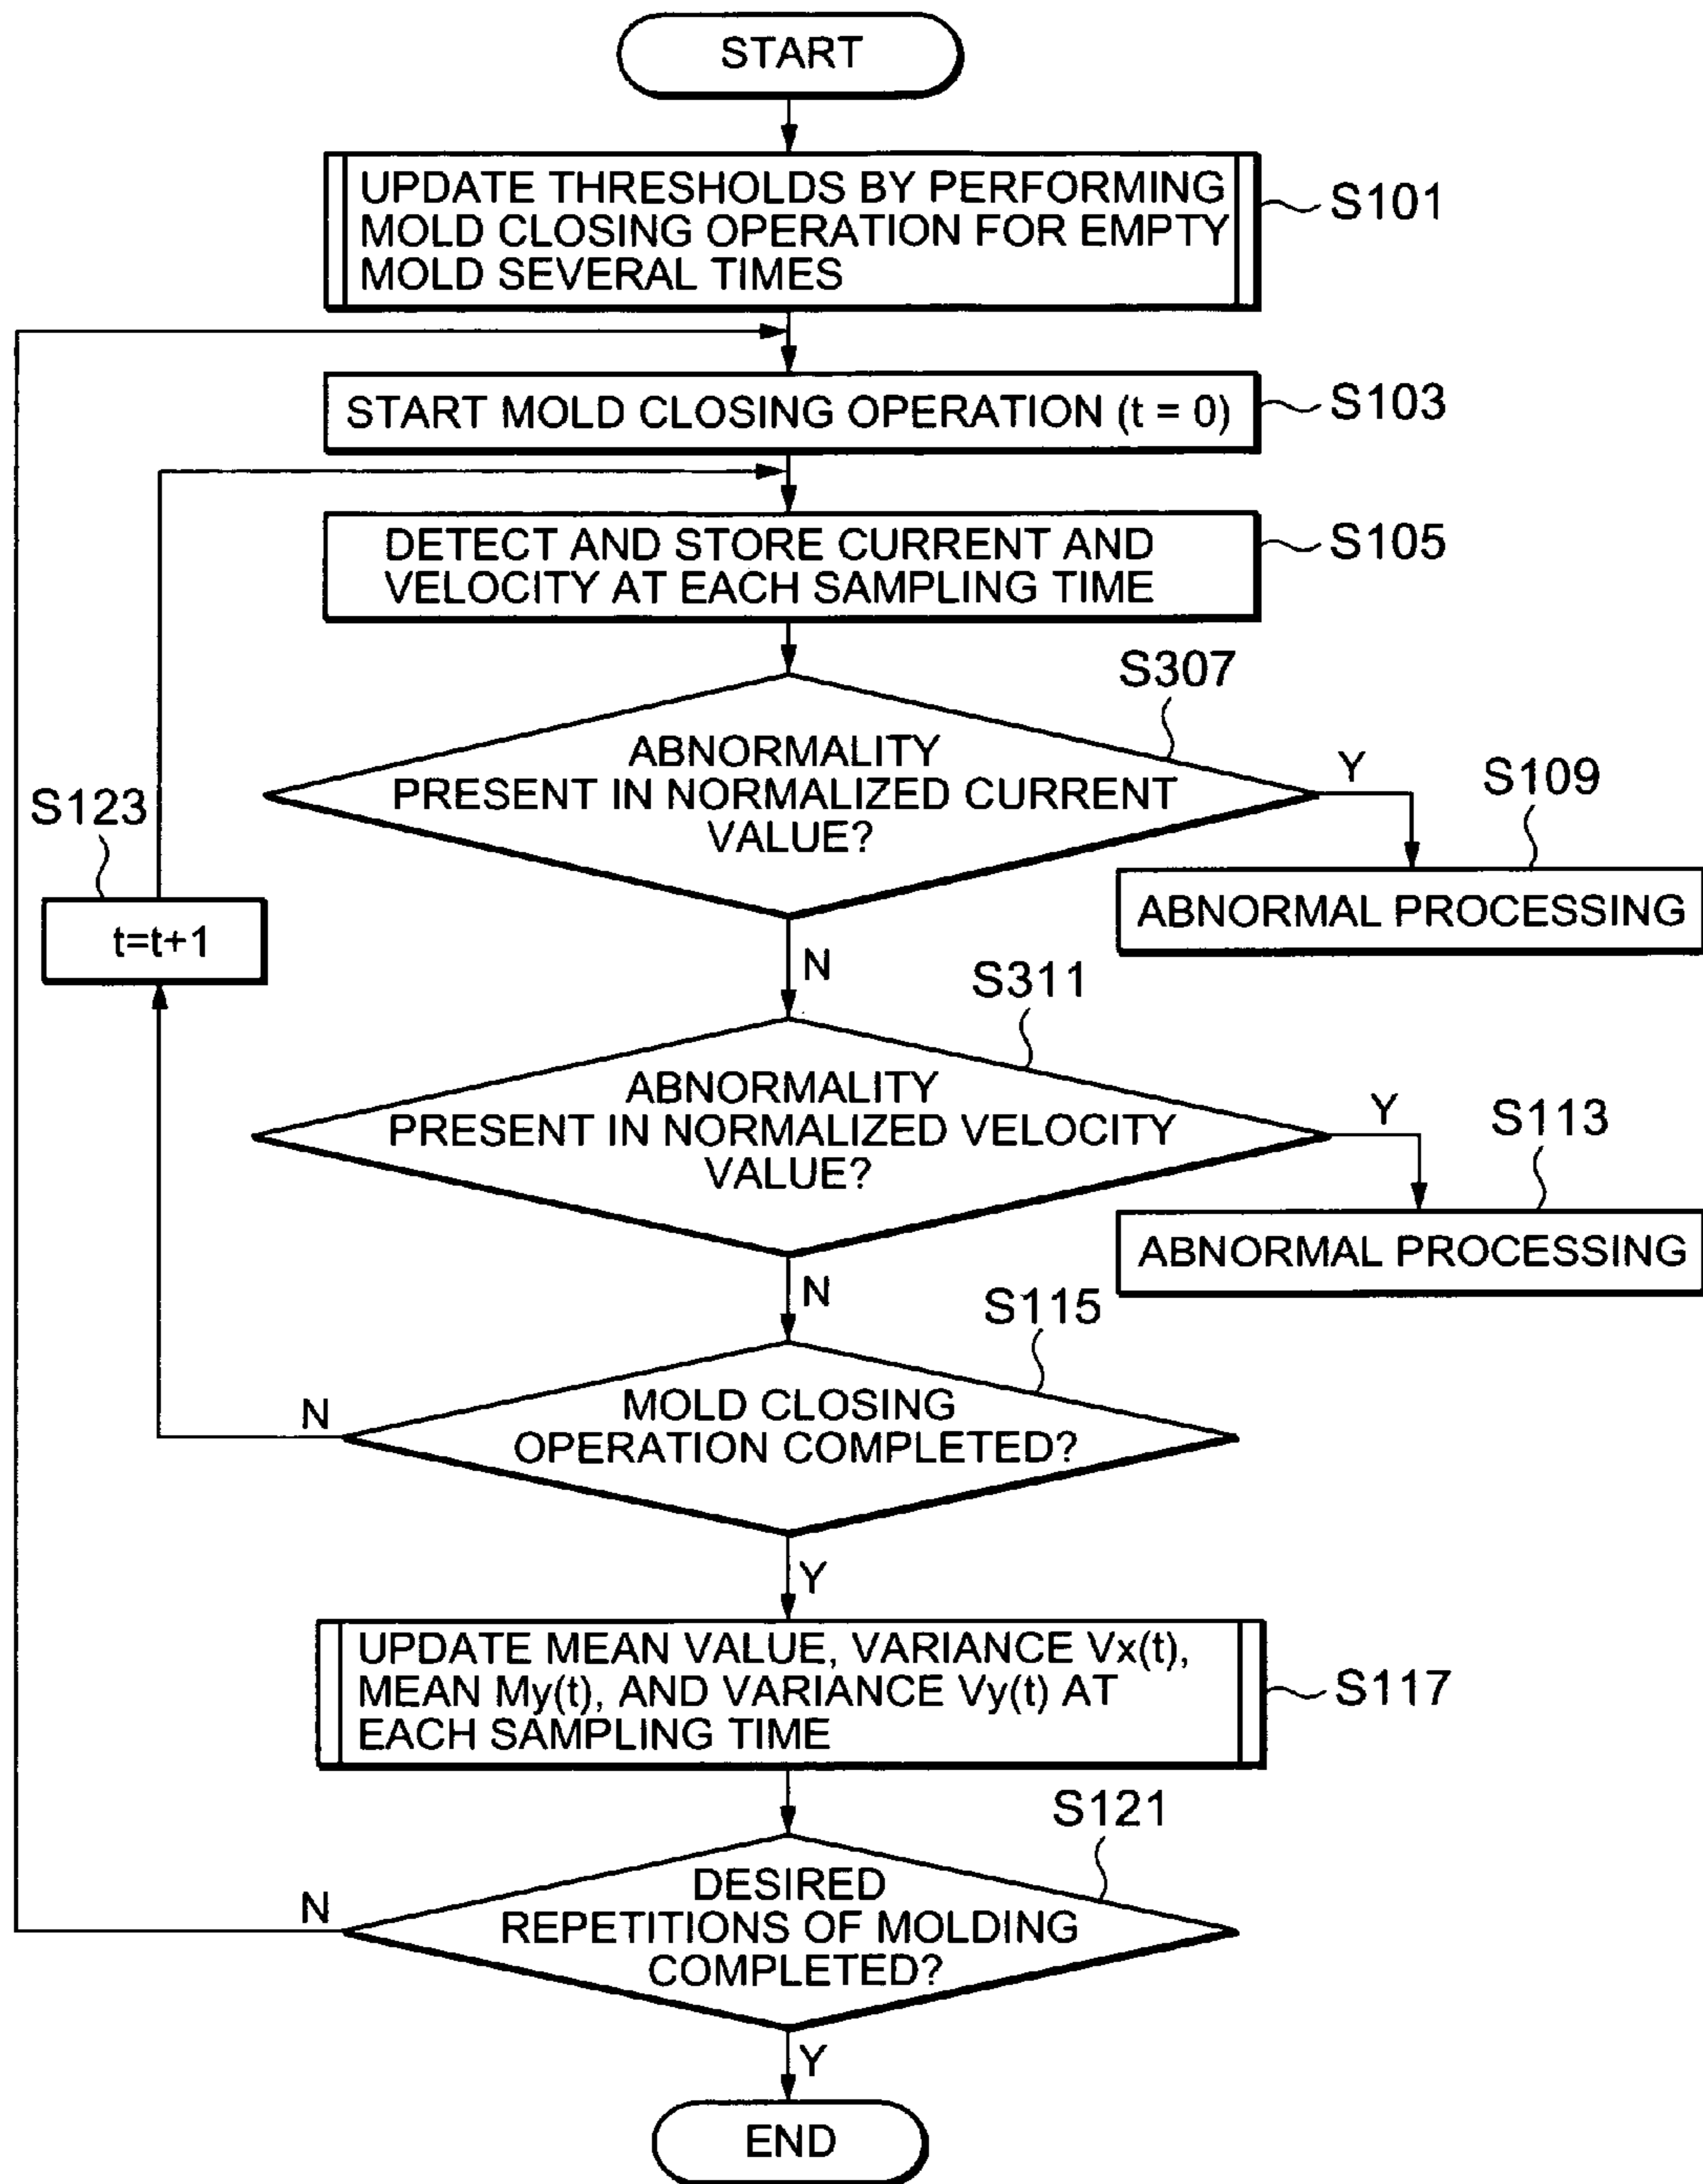 START
UPDATE THRESHOLDS BY PERFORMING
MOLD CLOSING OPERATION FOR EMPTY
MOLD SEVERAL TIMES
S101
START MOLD CLOSING OPERATION (t = 0)
S103
DETECT AND STORE CURRENT AND
VELOCITY AT EACH SAMPLING TIME
S105
S307
ABNORMALITY
PRESENT IN NORMALIZED CURRENT
VALUE?
Y
S109
ABNORMAL PROCESSING
S123
t=t+1
N
S311
ABNORMALITY
PRESENT IN NORMALIZED VELOCITY
VALUE?
Y
S113
ABNORMAL PROCESSING
N
S115
MOLD CLOSING
OPERATION COMPLETED?
N
Y
UPDATE MEAN VALUE, VARIANCE Vx(t),
MEAN My(t), AND VARIANCE Vy(t) AT
EACH SAMPLING TIME
S117
S121
DESIRED
REPETITIONS OF MOLDING
COMPLETED?
N
Y
END